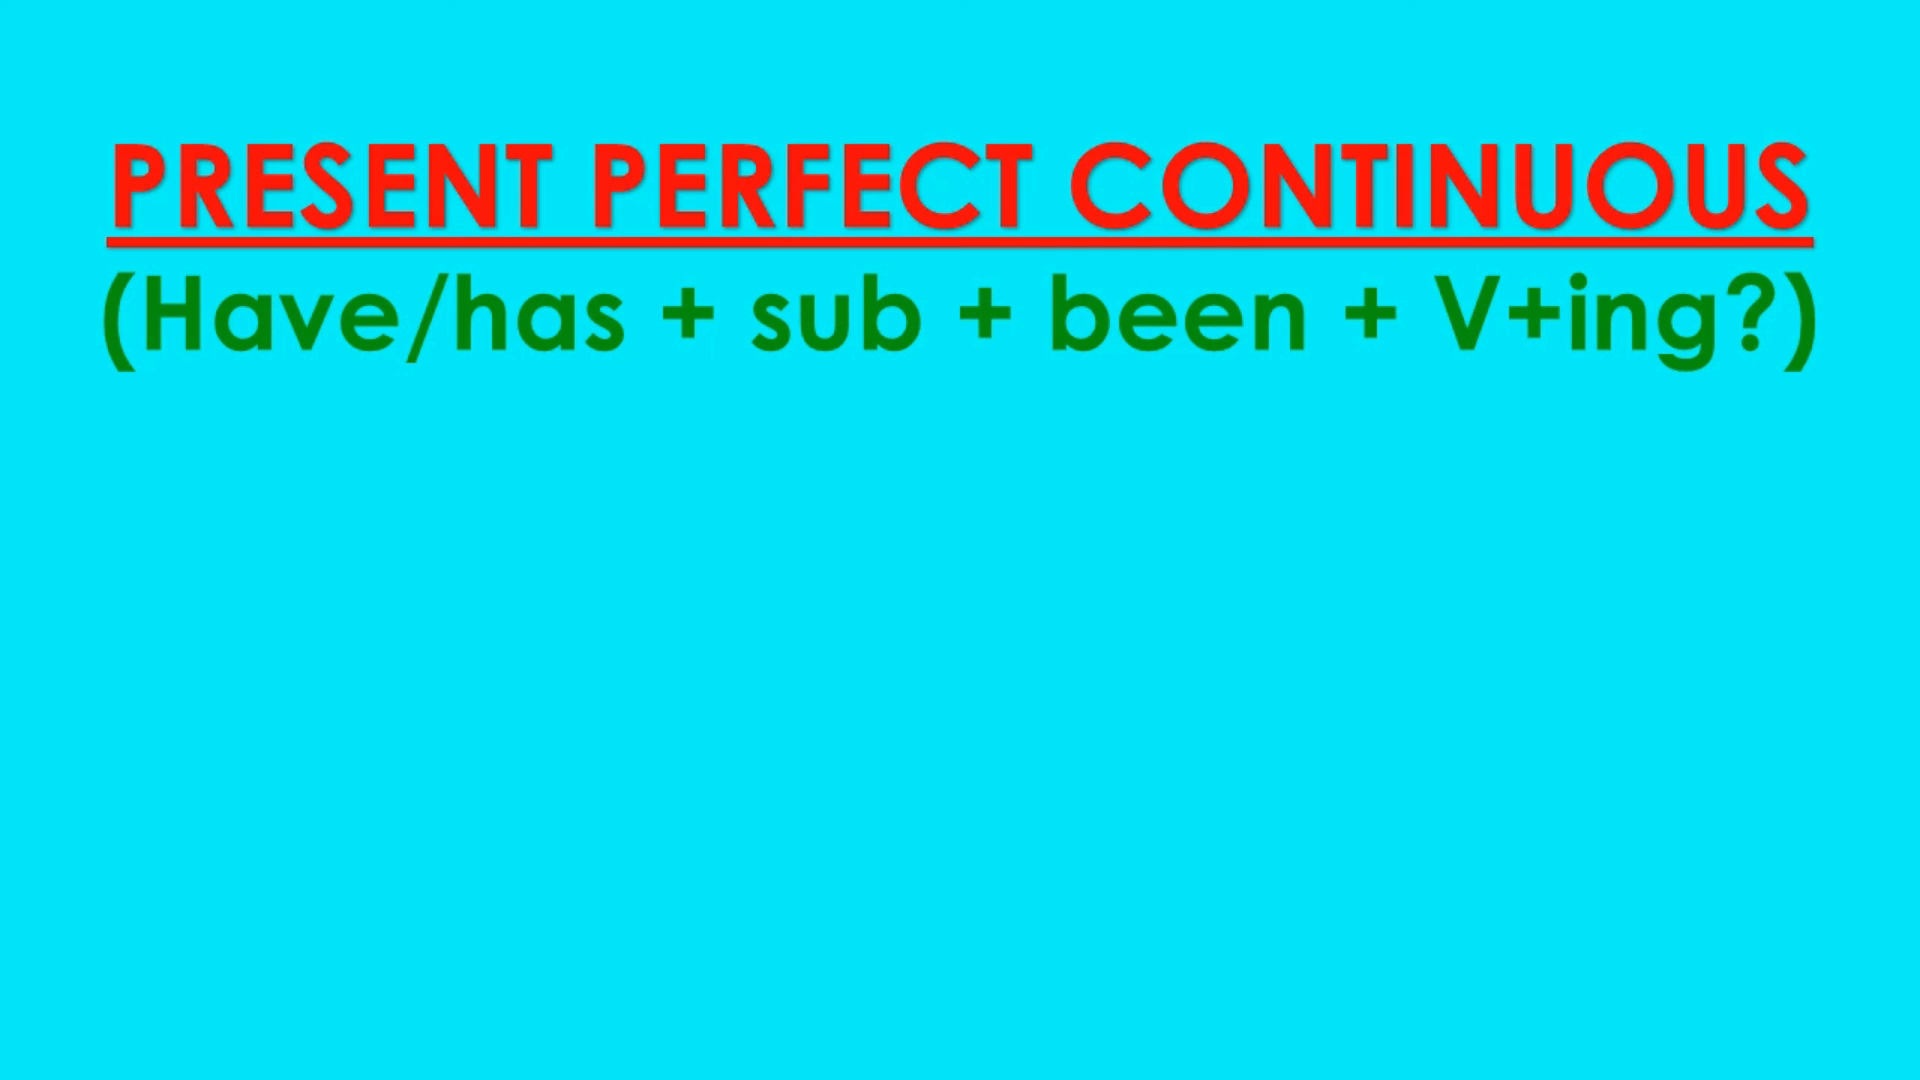 PRESENT PERFECT CONTINUOUS
(Have/has + sub + been + V+ing?)